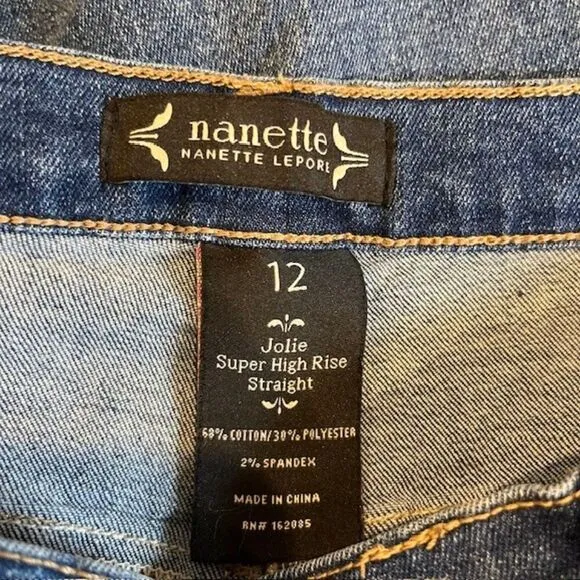 nanette
NANETTE LEPORE
12
Jolie
Super High Rise
Straight
68% COTTON/30% POLYESTER
2% SPANDEX
MADE IN CHINA
RN# 162085